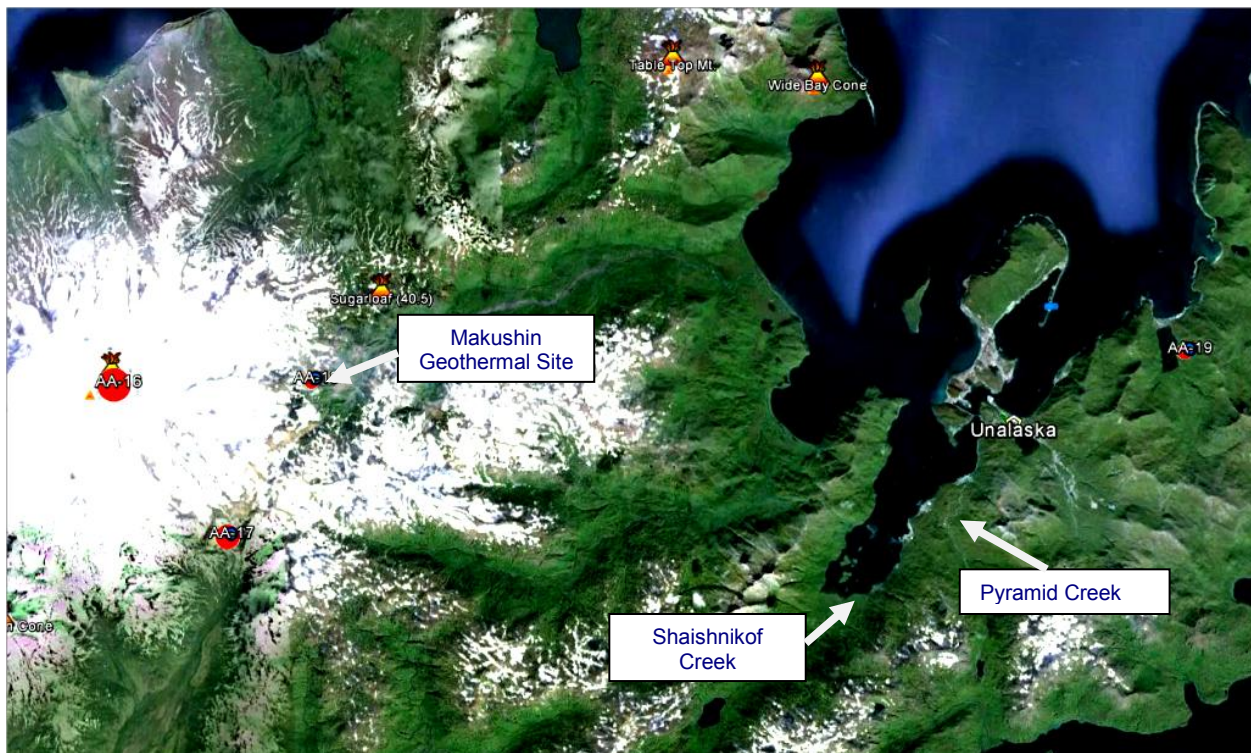 Table Top Mt.
Wide Bay Cone
Sugarloaf (40.5)
Makushin
Geothermal Site
AA-16
AA-19
Unalaska
AA-17
Pyramid Creek
Shaishnikof
Creek
Cone